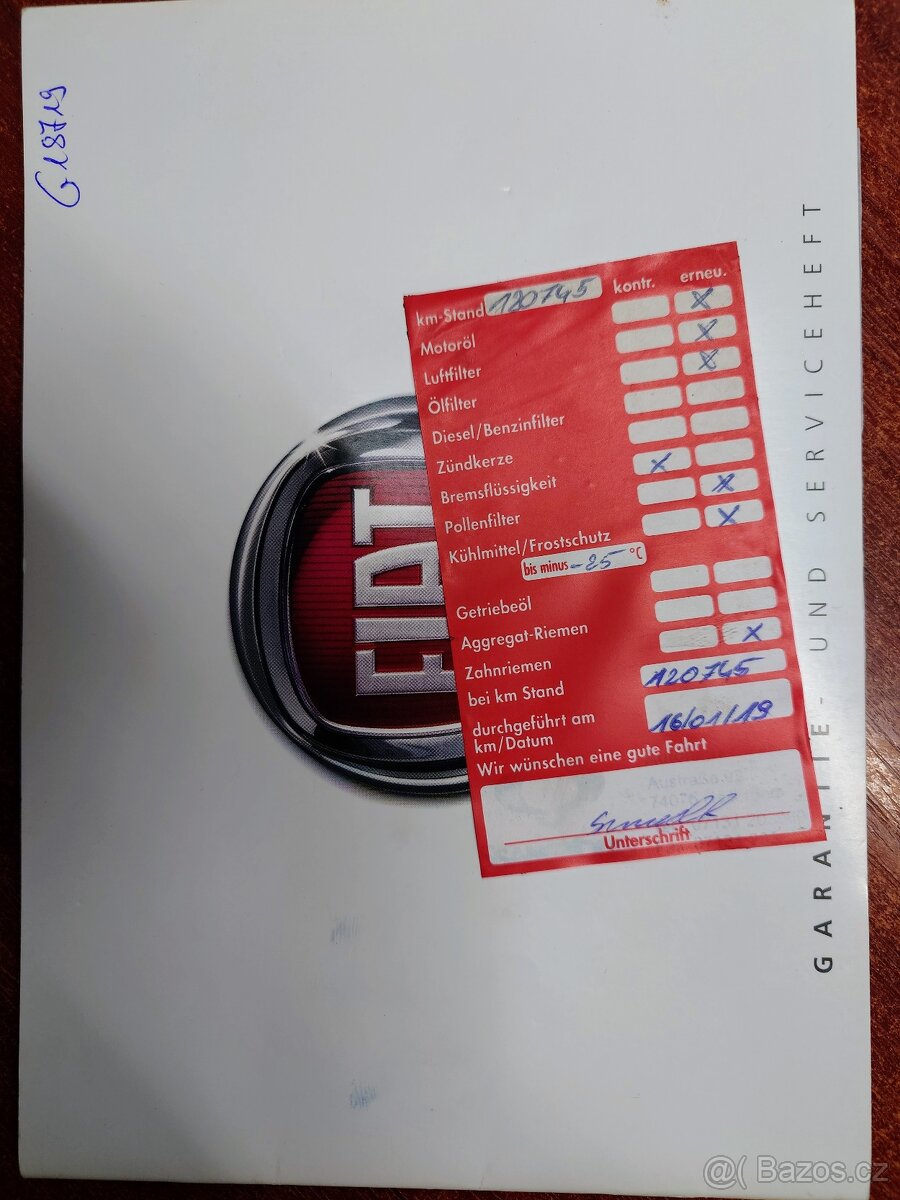 G18719
FIAT
GARANTIE- UND SERVICEHEFT
kontr. erneu.
km-Stand 120745 X
Motoröl X
Luftfilter X
Ölfilter
Diesel/Benzinfilter
Zündkerze X
Bremsflüssigkeit X
Pollenfilter X
Kühlmittel/Frostschutz
bis minus -25 °C
Getriebeöl
Aggregat-Riemen X
Zahnriemen
bei km Stand 120745
durchgeführt am
km/Datum 16/01/19
Wir wünschen eine gute Fahrt
Austraße
Unterschrift
@( Bazos.cz